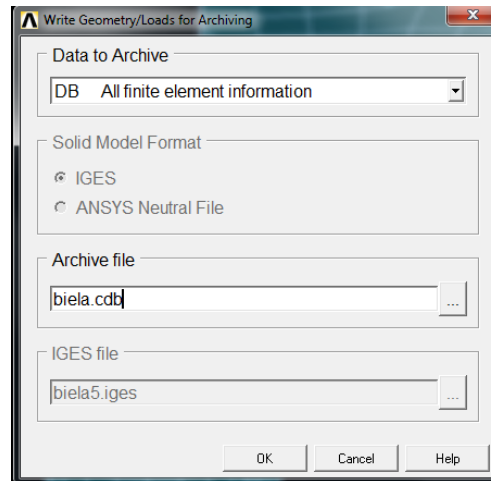 Write Geometry/Loads for Archiving
Data to Archive
DB All finite element information
Solid Model Format
IGES
ANSYS Neutral File
Archive file
biela.cdb
...
IGES file
biela5.iges
...
OK Cancel Help